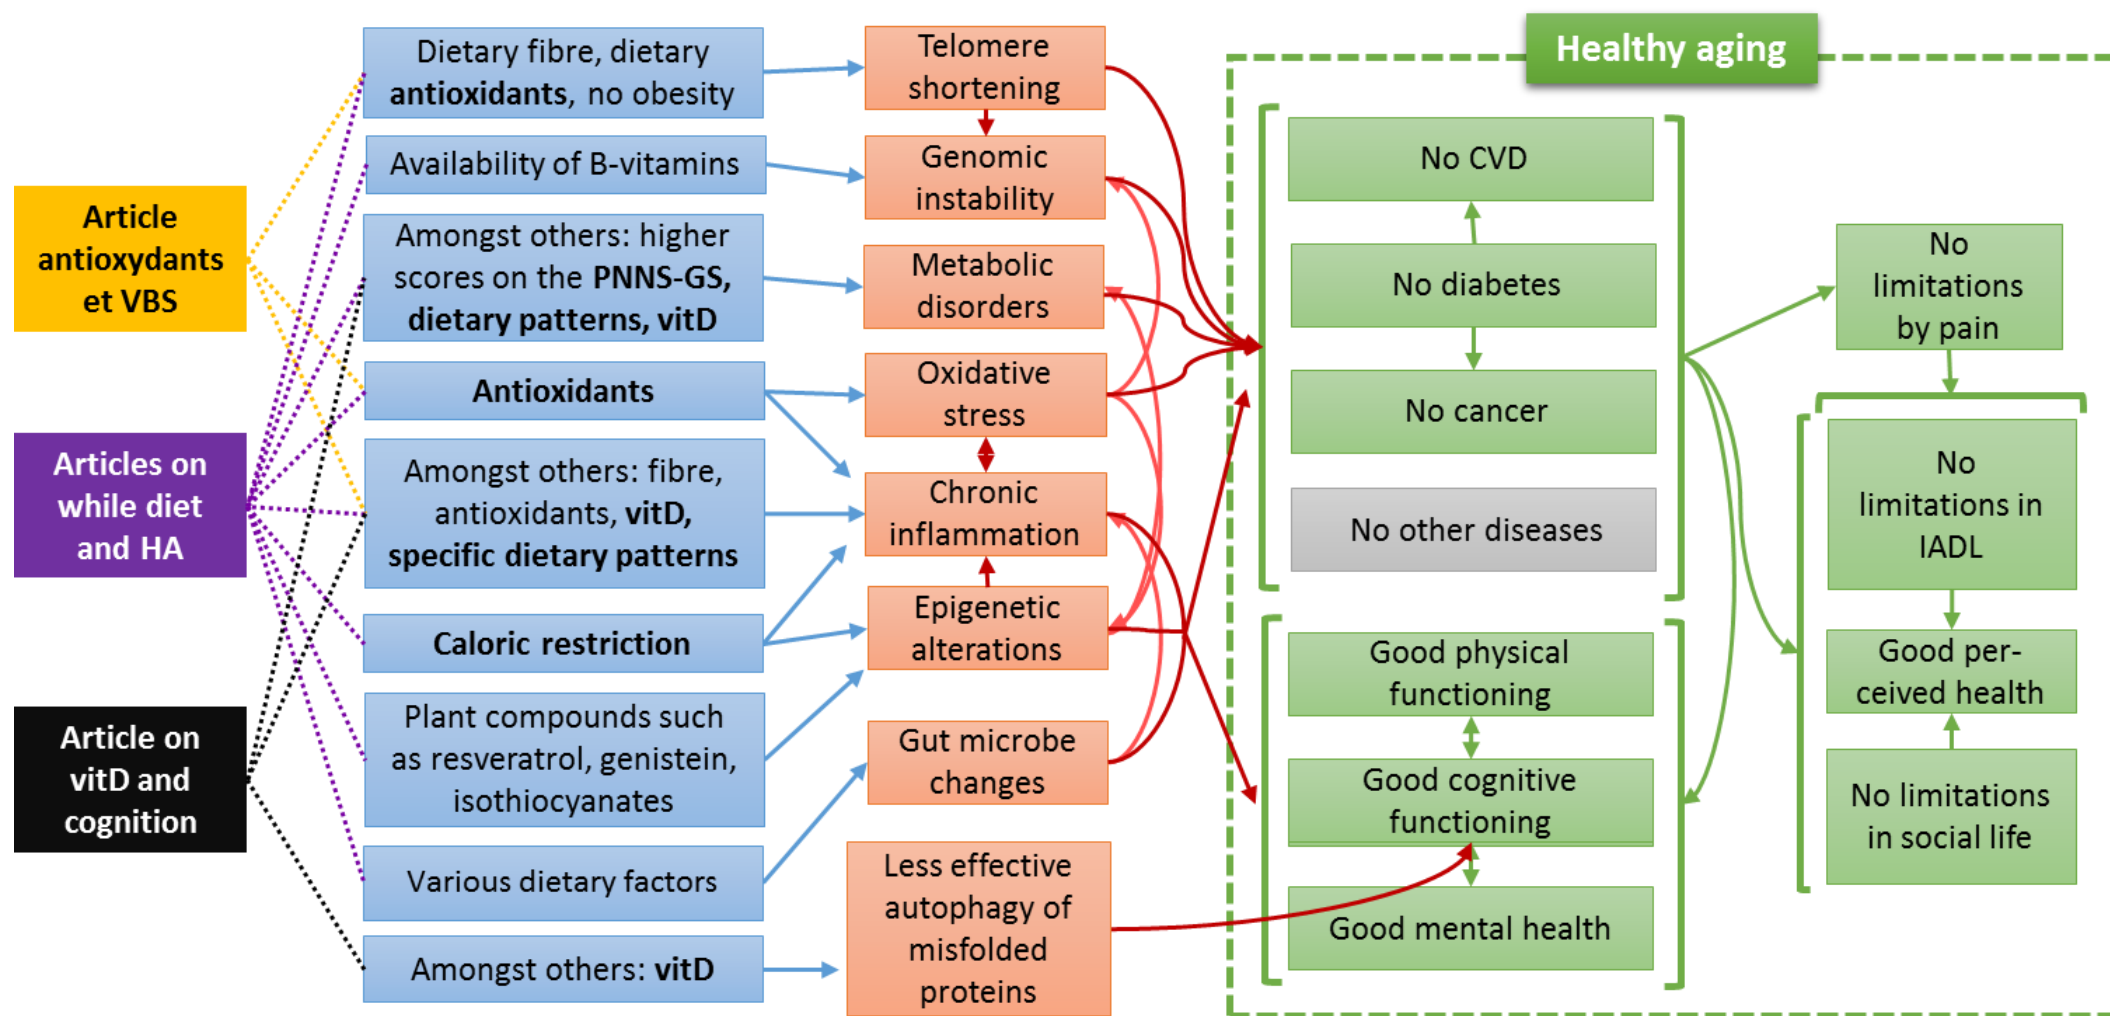 Healthy aging
Article
antioxydants
et VBS
Articles on
while diet
and HA
Article on
vitD and
cognition
Dietary fibre, dietary
antioxidants, no obesity
Availability of B-vitamins
Amongst others: higher
scores on the PNNS-GS,
dietary patterns, vitD
Antioxidants
Amongst others: fibre,
antioxidants, vitD,
specific dietary patterns
Caloric restriction
Plant compounds such
as resveratrol, genistein,
isothiocyanates
Various dietary factors
Amongst others: vitD
Telomere
shortening
Genomic
instability
Metabolic
disorders
Oxidative
stress
Chronic
inflammation
Epigenetic
alterations
Gut microbe
changes
Less effective
autophagy of
misfolded
proteins
No CVD
No diabetes
No cancer
No other diseases
Good physical
functioning
Good cognitive
functioning
Good mental health
No
limitations
by pain
No
limitations in
IADL
Good per-
ceived health
No limitations
in social life